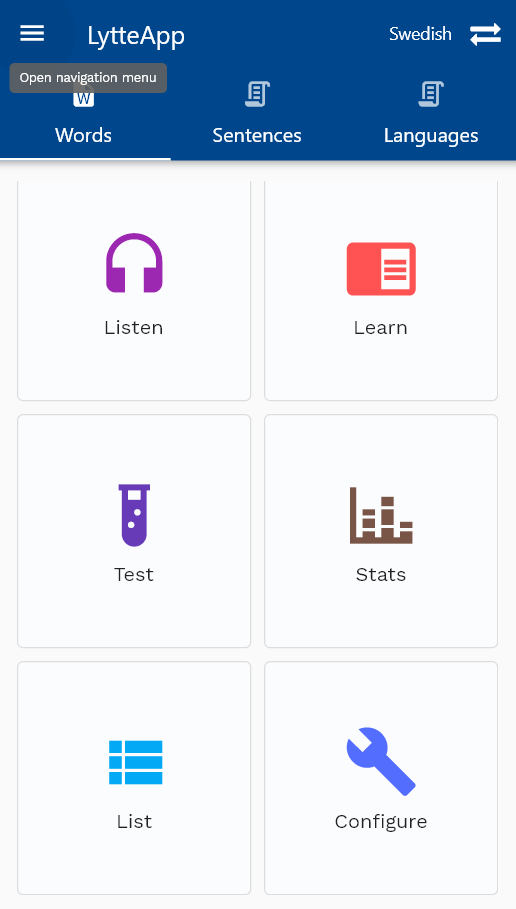 LytteApp
Swedish
Open navigation menu
W
Words
Sentences
Languages
Listen
Learn
Test
Stats
List
Configure